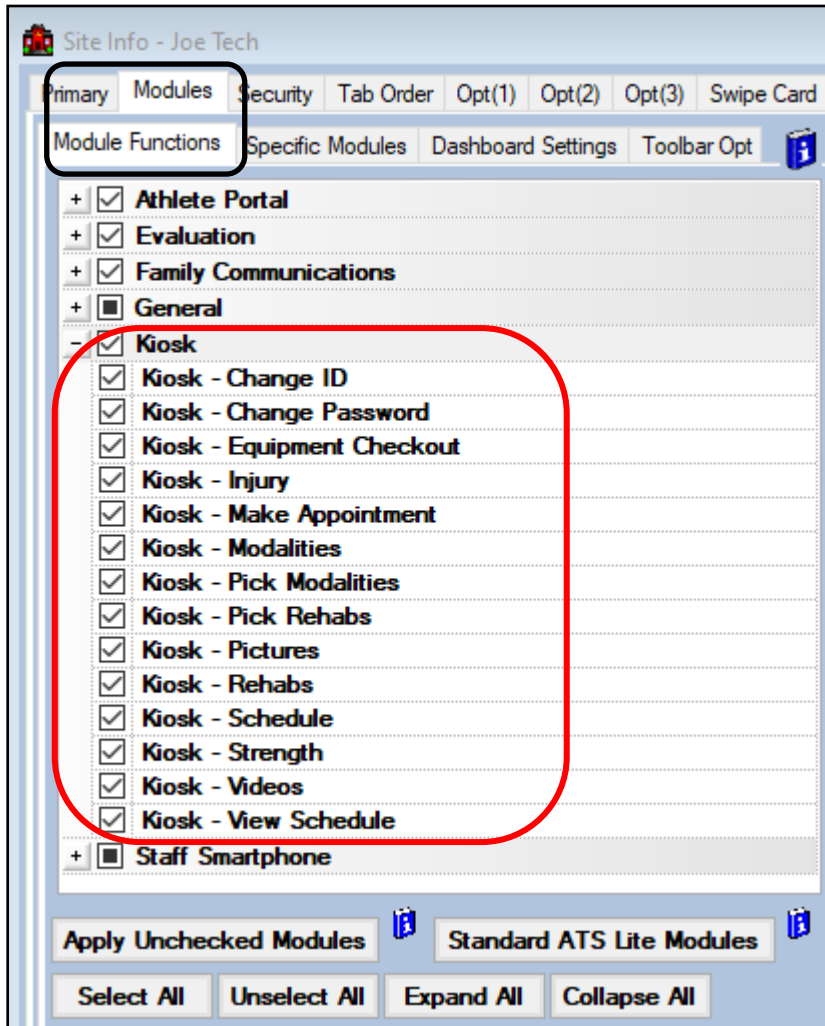 Site Info - Joe Tech
Primary Modules Security Tab Order Opt(1) Opt(2) Opt(3) Swipe Card
Module Functions Specific Modules Dashboard Settings Toolbar Opt
Athlete Portal
Evaluation
Family Communications
General
Kiosk
Kiosk - Change ID
Kiosk - Change Password
Kiosk - Equipment Checkout
Kiosk - Injury
Kiosk - Make Appointment
Kiosk - Modalities
Kiosk - Pick Modalities
Kiosk - Pick Rehabs
Kiosk - Pictures
Kiosk - Rehabs
Kiosk - Schedule
Kiosk - Strength
Kiosk - Videos
Kiosk - View Schedule
Staff Smartphone
Apply Unchecked Modules Standard ATS Lite Modules
Select All Unselect All Expand All Collapse All